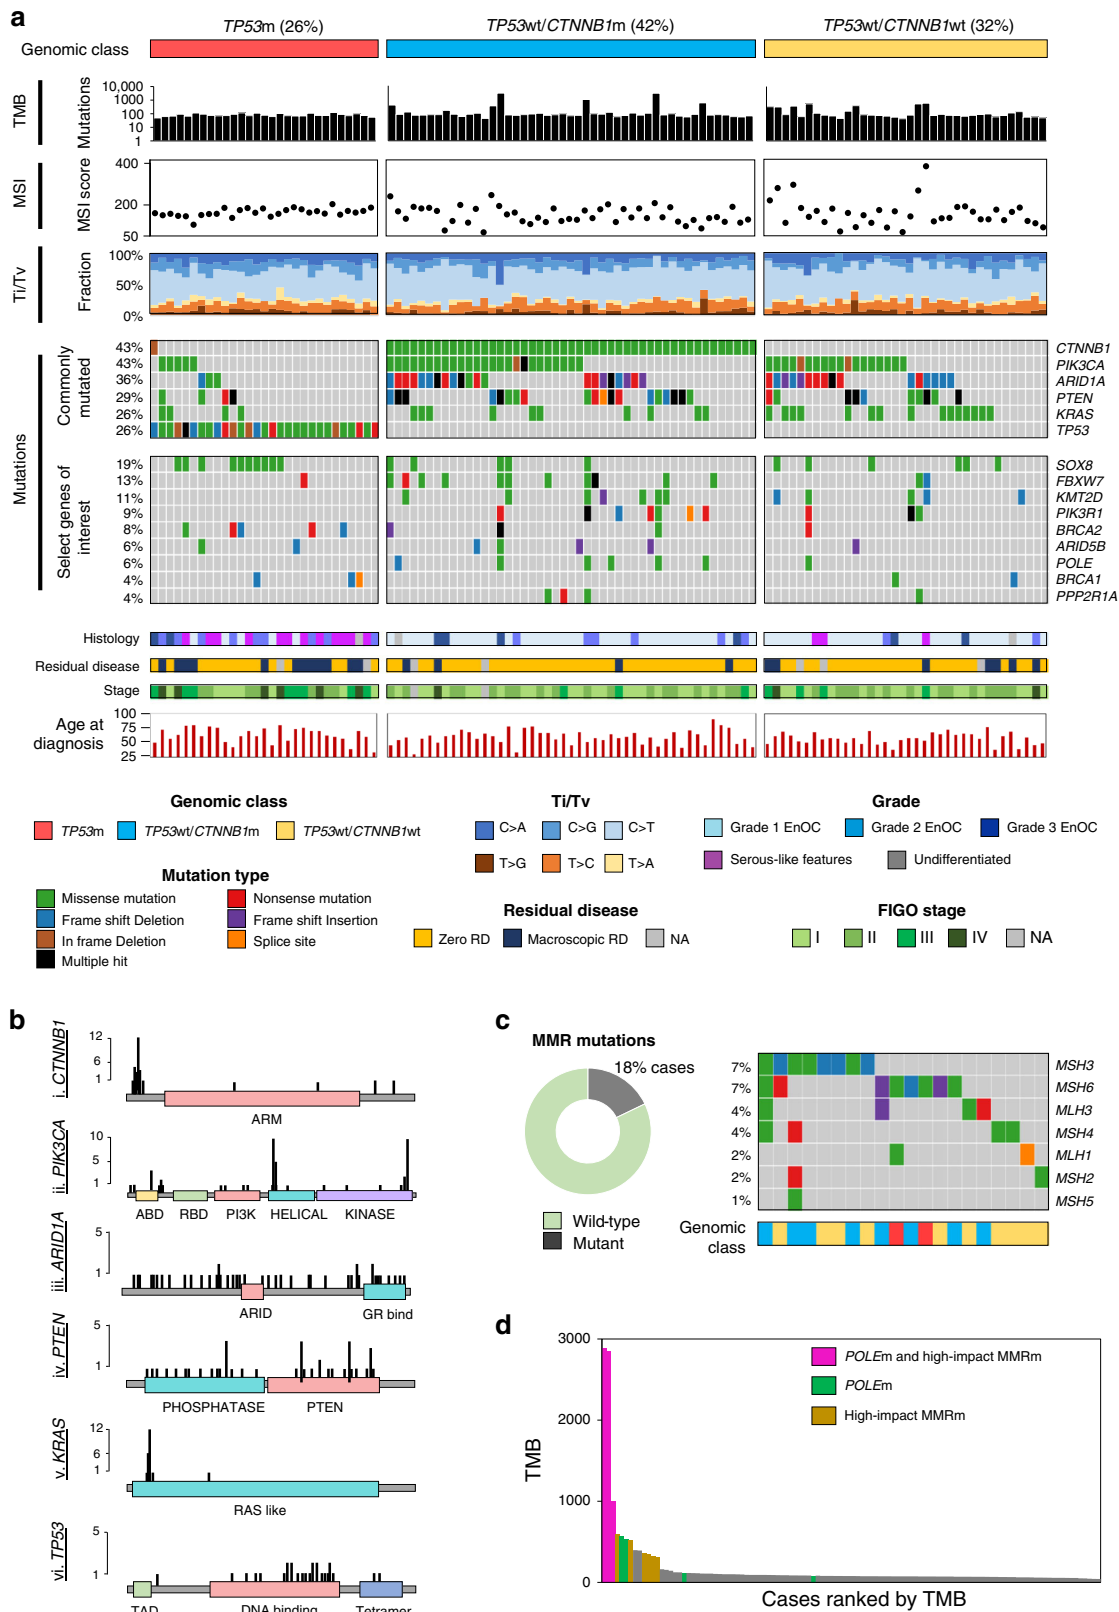 a
TP53m (26%)
TP53wt/CTNNB1m (42%)
TP53wt/CTNNB1wt (32%)
Genomic class
TMB
Mutations
10,000
1000
100
10
1
MSI
MSI score
400
200
50
Ti/Tv
Fraction
100%
50%
0%
Mutations
Commonly mutated
43% CTNNB1
43% PIK3CA
36% ARID1A
29% PTEN
26% KRAS
26% TP53
Select genes of interest
19% SOX8
13% FBXW7
11% KMT2D
9% PIK3R1
8% BRCA2
6% ARID5B
6% POLE
4% BRCA1
4% PPP2R1A
Histology
Residual disease
Stage
Age at diagnosis
100
75
50
25
Genomic class
TP53m
TP53wt/CTNNB1m
TP53wt/CTNNB1wt
Ti/Tv
C>A
C>G
C>T
T>G
T>C
T>A
Grade
Grade 1 EnOC
Grade 2 EnOC
Grade 3 EnOC
Serous-like features
Undifferentiated
Mutation type
Missense mutation
Nonsense mutation
Frame shift Deletion
Frame shift Insertion
In frame Deletion
Splice site
Multiple hit
Residual disease
Zero RD
Macroscopic RD
NA
FIGO stage
I
II
III
IV
NA
b
i. CTNNB1
12
6
1
ARM
ii. PIK3CA
10
5
1
ABD
RBD
PI3K
HELICAL
KINASE
iii. ARID1A
5
1
ARID
GR bind
iv. PTEN
5
1
PHOSPHATASE
PTEN
v. KRAS
12
6
1
RAS like
vi. TP53
5
1
TAD
DNA binding
Tetramer
c
MMR mutations
18% cases
Wild-type
Mutant
7% MSH3
7% MSH6
4% MLH3
4% MSH4
2% MLH1
2% MSH2
1% MSH5
Genomic class
d
TMB
3000
2000
1000
0
POLEm and high-impact MMRm
POLEm
High-impact MMRm
Cases ranked by TMB